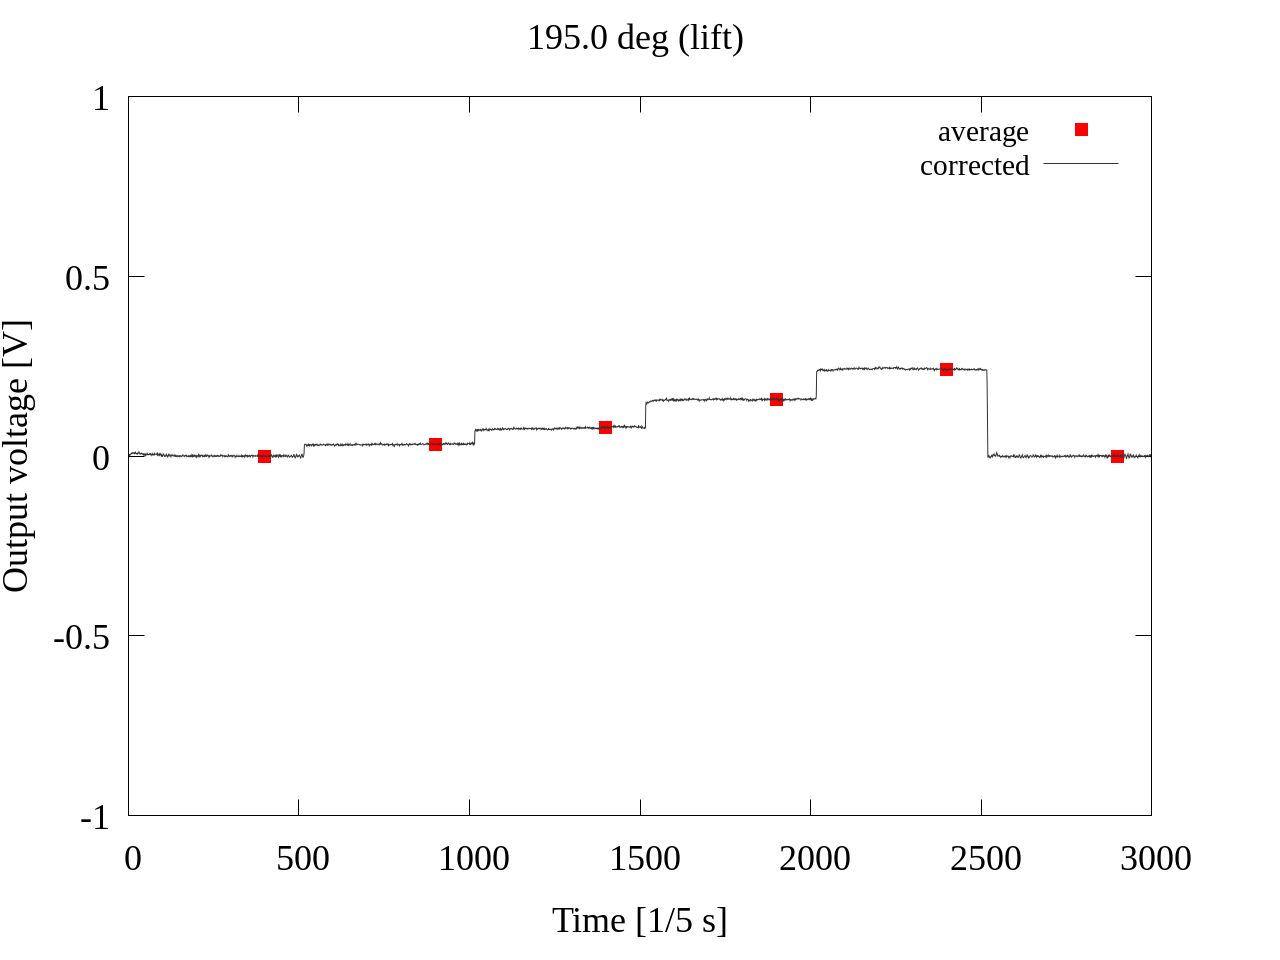 195.0 deg (lift)
average
corrected
1
0.5
0
-0.5
-1
Output voltage [V]
0 500 1000 1500 2000 2500 3000
Time [1/5 s]